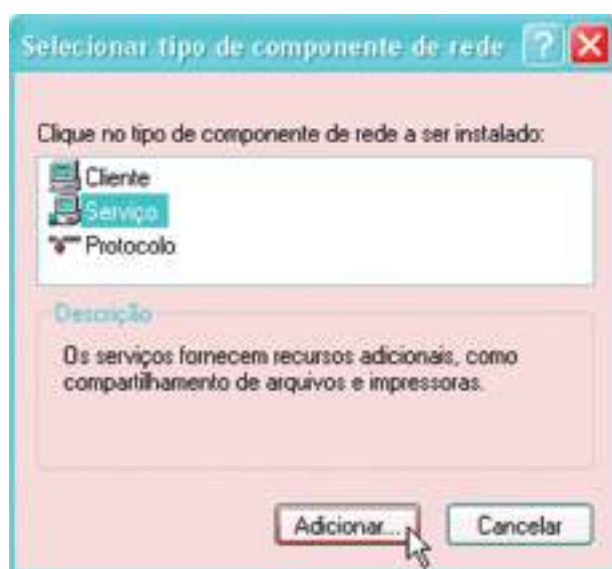 Selecionar tipo de componente de rede
Clique no tipo de componente de rede a ser instalado:
Cliente
Serviço
Protocolo
Descrição
Os serviços fornecem recursos adicionais, como
compartilhamento de arquivos e impressoras.
Adicionar...
Cancelar